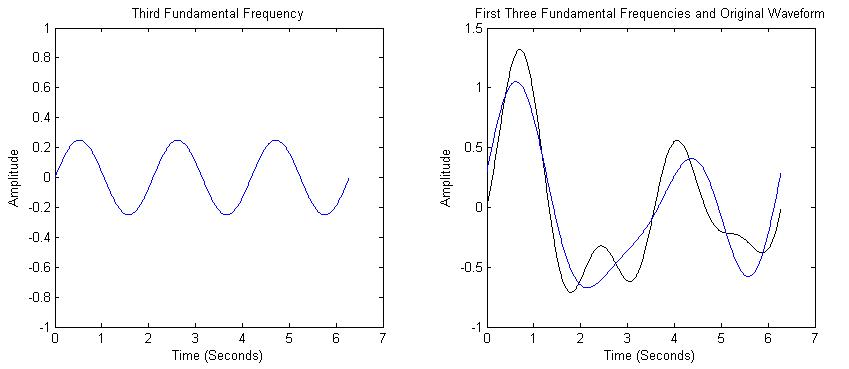 Third Fundamental Frequency
1
0.8
0.6
0.4
0.2
0
-0.2
-0.4
-0.6
-0.8
-1
Amplitude
0 1 2 3 4 5 6 7
Time (Seconds)
First Three Fundamental Frequencies and Original Waveform
1.5
1
0.5
0
-0.5
-1
Amplitude
0 1 2 3 4 5 6 7
Time (Seconds)